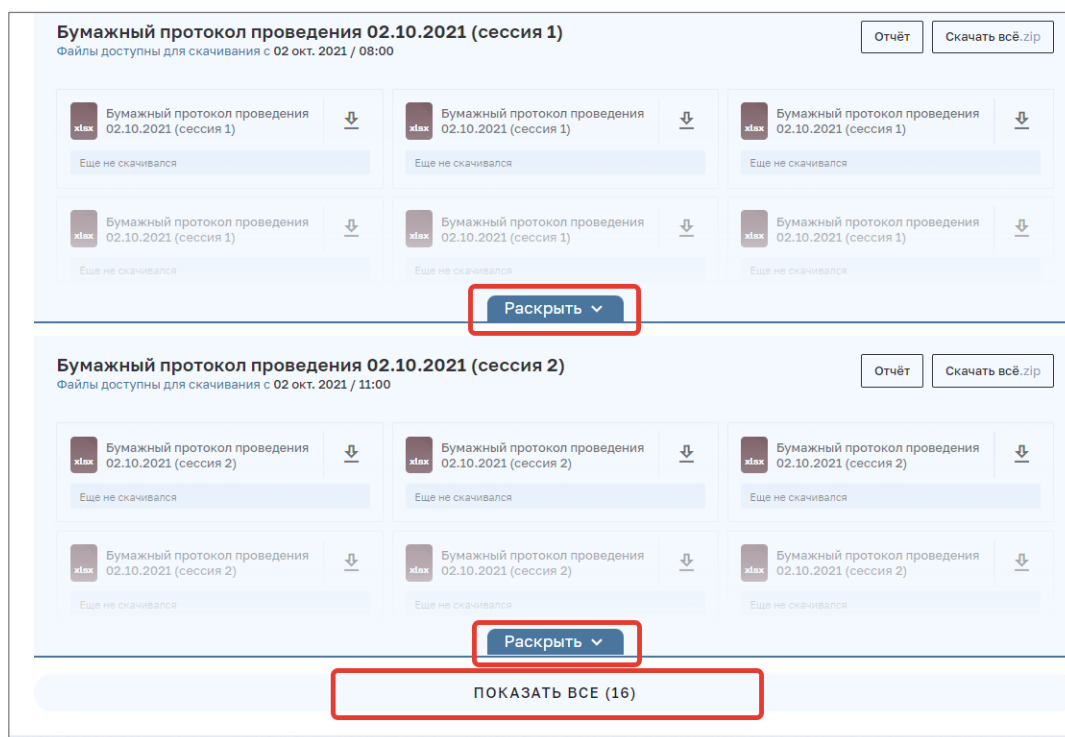 Бумажный протокол проведения 02.10.2021 (сессия 1)
Файлы доступны для скачивания с 02 окт. 2021 / 08:00
Отчёт
Скачать всё.zip
xlsx
Бумажный протокол проведения
02.10.2021 (сессия 1)
Еще не скачивался
xlsx
Бумажный протокол проведения
02.10.2021 (сессия 1)
Еще не скачивался
xlsx
Бумажный протокол проведения
02.10.2021 (сессия 1)
Еще не скачивался
xlsx
Бумажный протокол проведения
02.10.2021 (сессия 1)
Еще не скачивался
xlsx
Бумажный протокол проведения
02.10.2021 (сессия 1)
Еще не скачивался
xlsx
Бумажный протокол проведения
02.10.2021 (сессия 1)
Еще не скачивался
Раскрыть
Бумажный протокол проведения 02.10.2021 (сессия 2)
Файлы доступны для скачивания с 02 окт. 2021 / 11:00
Отчёт
Скачать всё.zip
xlsx
Бумажный протокол проведения
02.10.2021 (сессия 2)
Еще не скачивался
xlsx
Бумажный протокол проведения
02.10.2021 (сессия 2)
Еще не скачивался
xlsx
Бумажный протокол проведения
02.10.2021 (сессия 2)
Еще не скачивался
xlsx
Бумажный протокол проведения
02.10.2021 (сессия 2)
Еще не скачивался
xlsx
Бумажный протокол проведения
02.10.2021 (сессия 2)
Еще не скачивался
xlsx
Бумажный протокол проведения
02.10.2021 (сессия 2)
Еще не скачивался
Раскрыть
ПОКАЗАТЬ ВСЕ (16)